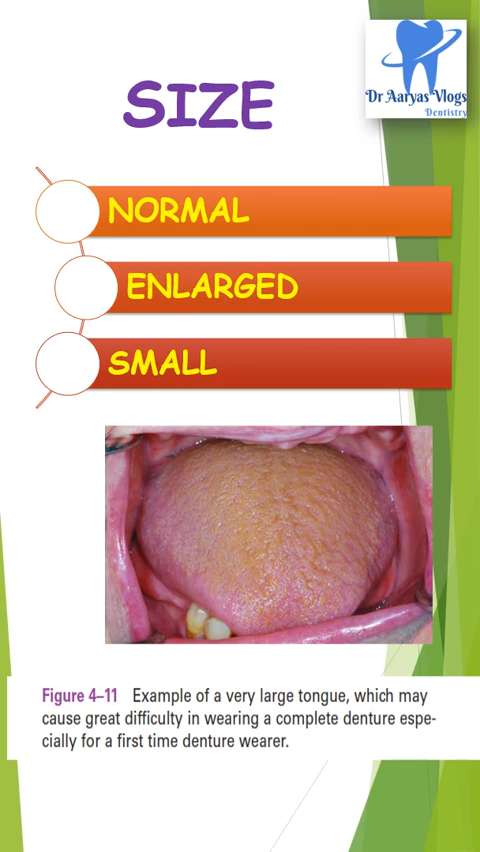 Dr Aaryas Vlogs
Dentistry
SIZE
NORMAL
ENLARGED
SMALL
Figure 4–11 Example of a very large tongue, which may
cause great difficulty in wearing a complete denture espe-
cially for a first time denture wearer.